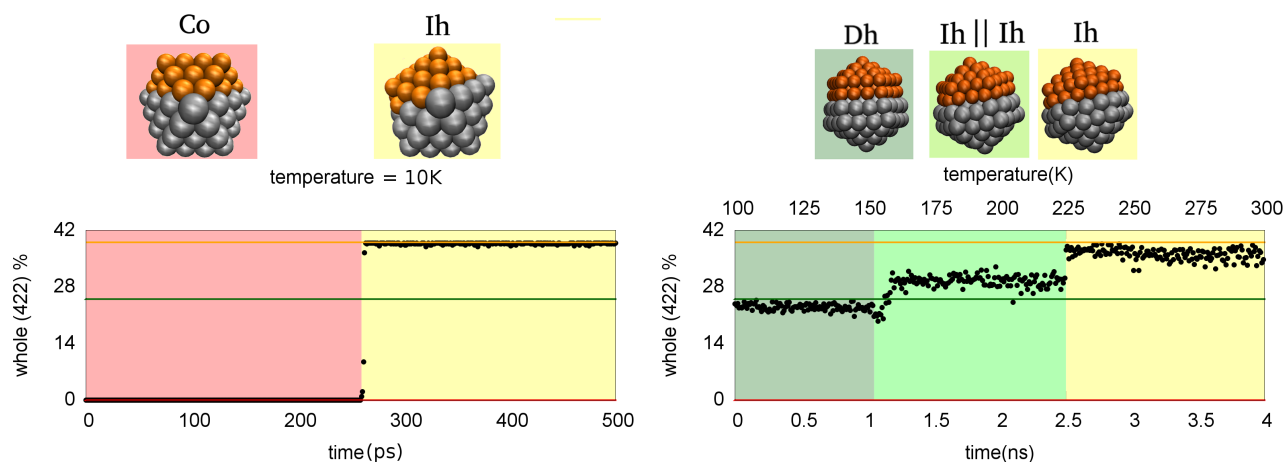 Co
Ih
temperature = 10K
42
28
14
0
whole (422) %
0
100
200
300
400
500
time(ps)
Dh
Ih || Ih
Ih
temperature(K)
100 125 150 175 200 225 250 275 300
42
28
14
0
whole (422) %
0 0.5 1 1.5 2 2.5 3 3.5 4
time(ns)